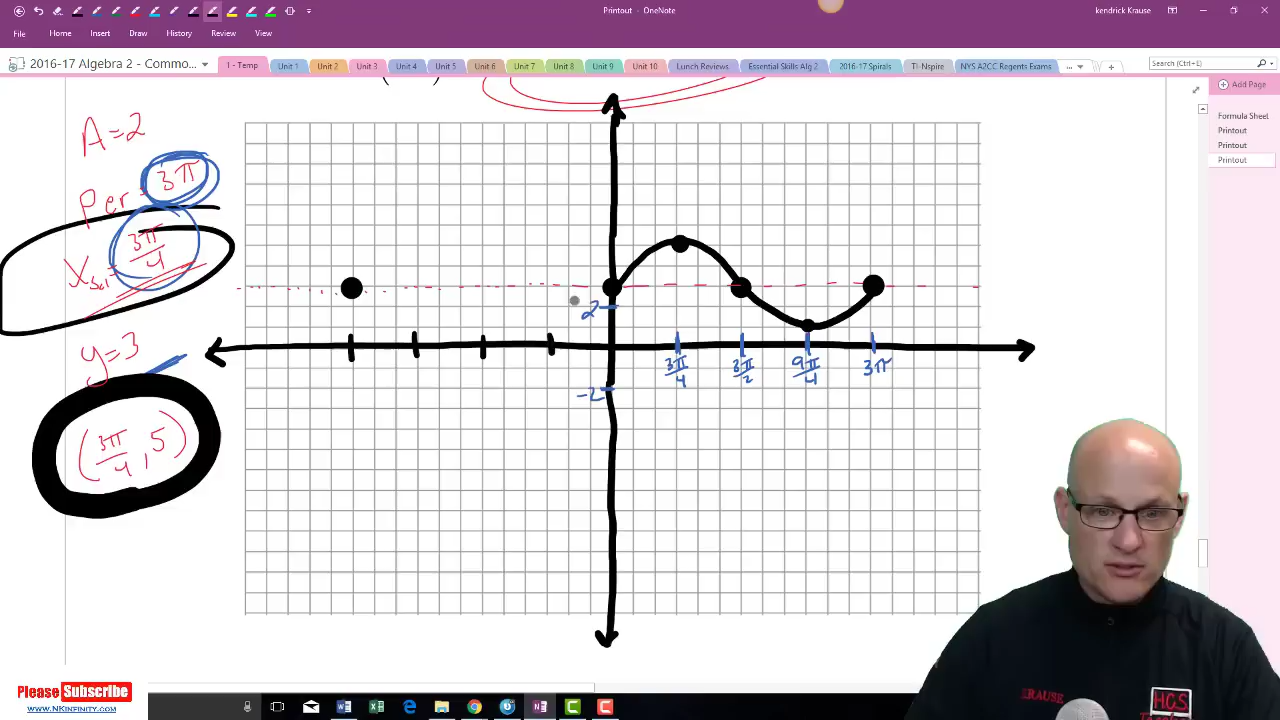 Printout - OneNote
kendrick Krause
File Home Insert Draw History Review View
2016-17 Algebra 2 - Commo...
1 - Temp Unit 1 Unit 2 Unit 3 Unit 4 Unit 5 Unit 6 Unit 7 Unit 8 Unit 9 Unit 10 Lunch Reviews Essential Skills Alg 2 2016-17 Spirals TI-Nspire NYS A2CC Regents Exams ...
Search (Ctrl+E)
Add Page
Formula Sheet
Printout
Printout
Printout
A=2
Per = 3π
Xscl = 3π/4
y=3
(3π/4, 5)
2
-2
3π/4 3π/2 9π/4 3π
KRAUSE
HCS
Please Subscribe
www.NKinfinity.com